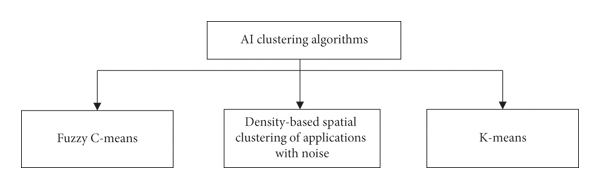 AI clustering algorithms
Fuzzy C-means
Density-based spatial
clustering of applications
with noise
K-means